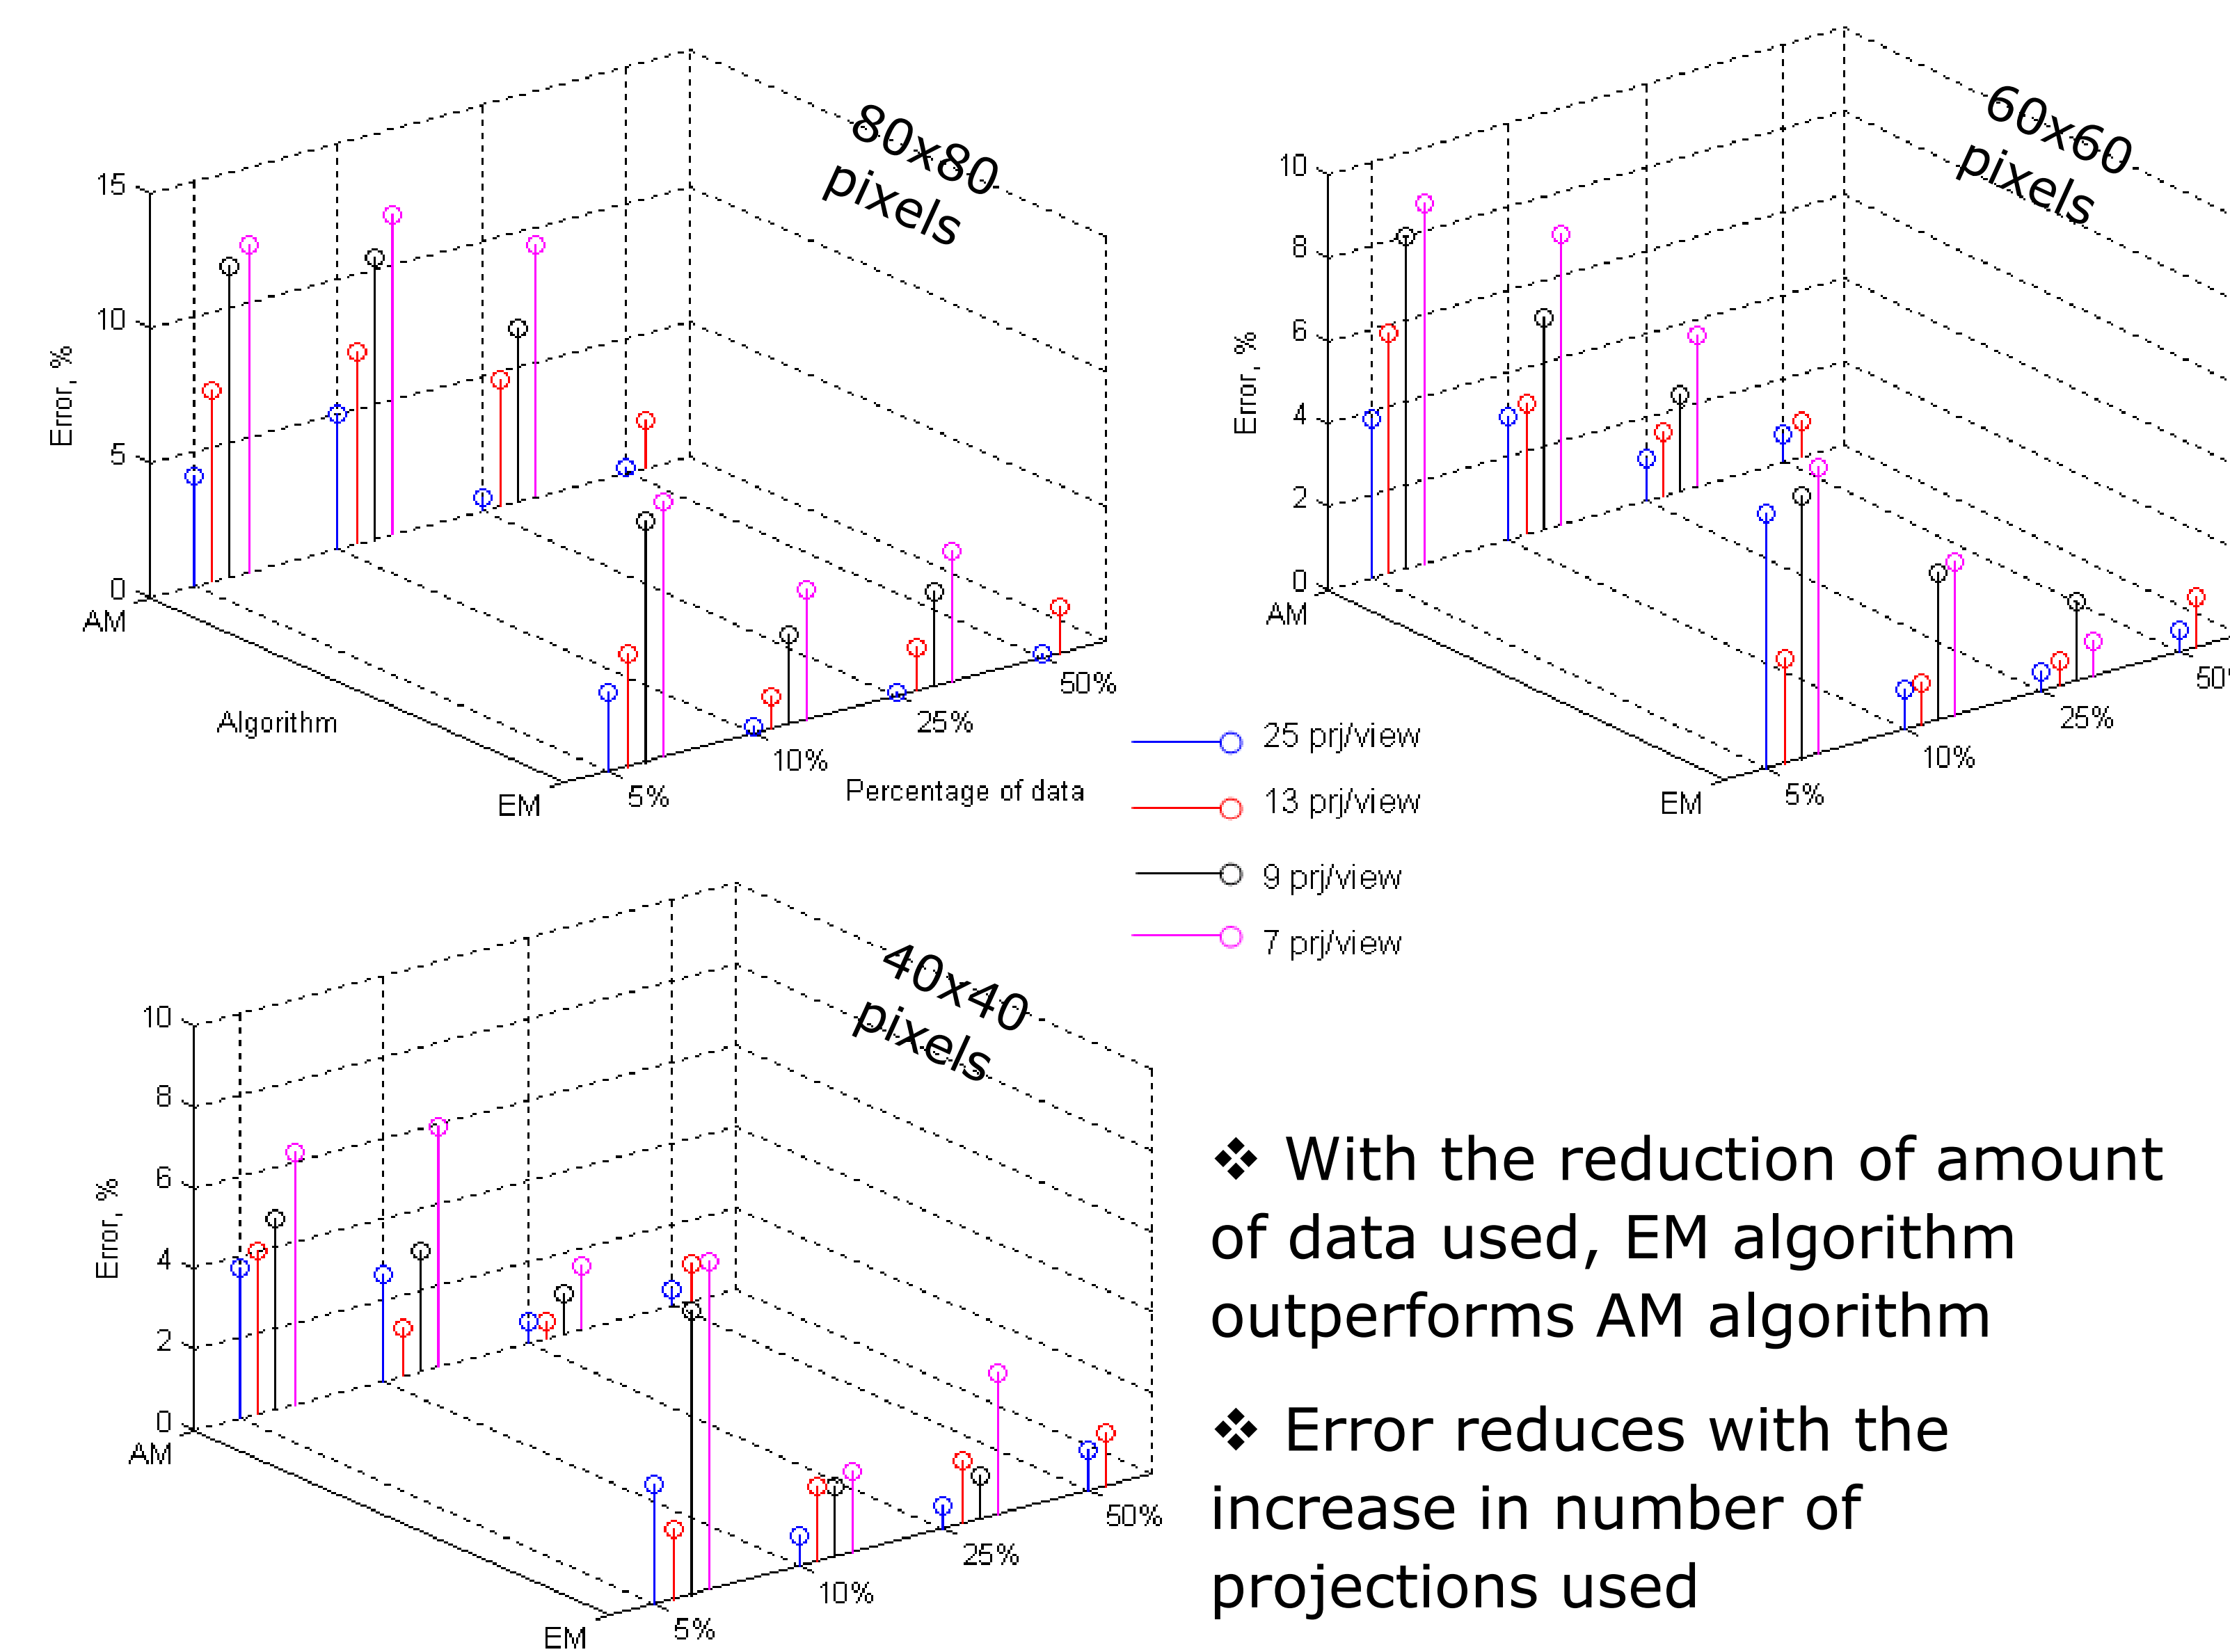 80x80
pixels
15
10
5
0
Error, %
AM
Algorithm
EM
5%
10%
25%
50%
Percentage of data
60x60
pixels
10
8
6
4
2
0
Error, %
AM
EM
5%
10%
25%
25 prj/view
13 prj/view
9 prj/view
7 prj/view
40x40
pixels
10
8
6
4
2
0
Error, %
AM
EM
5%
10%
25%
50%
❖ With the reduction of amount
of data used, EM algorithm
outperforms AM algorithm
❖ Error reduces with the
increase in number of
projections used